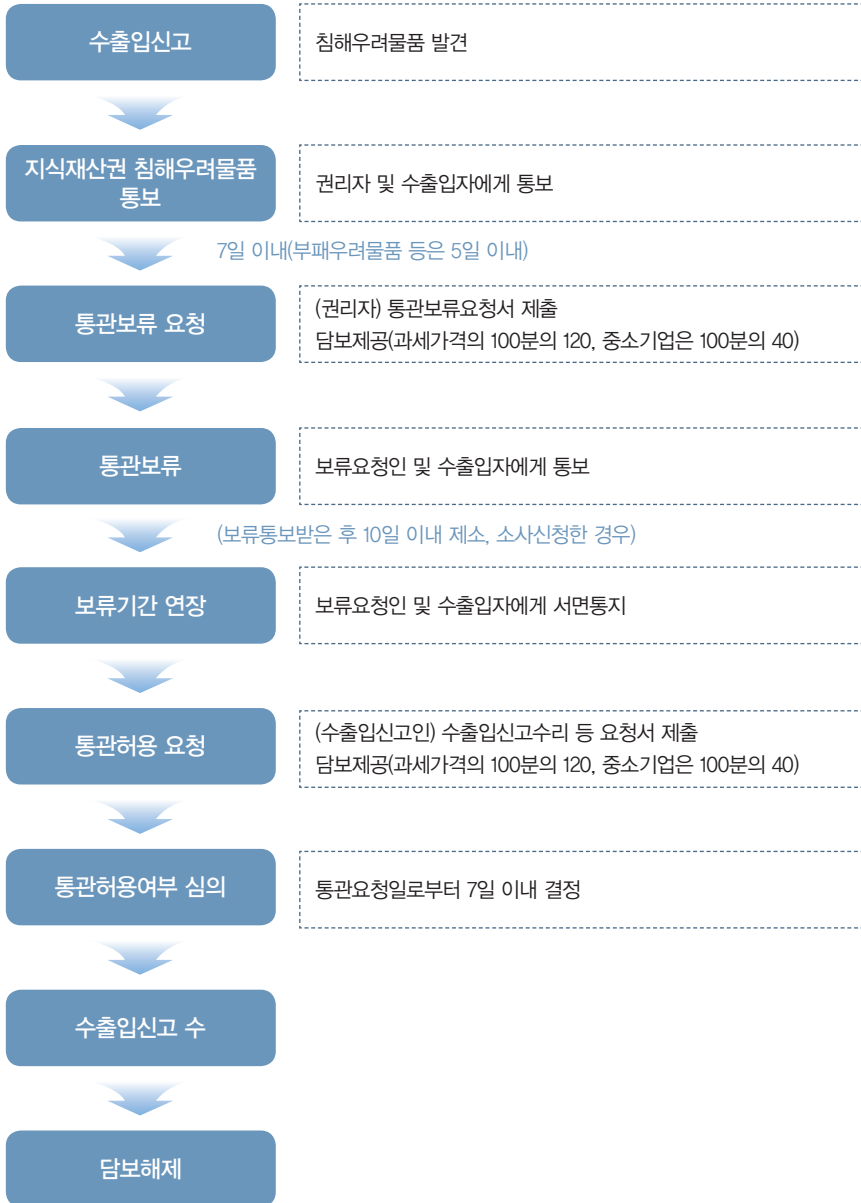 수출입신고
침해우려물품 발견
지식재산권 침해우려물품
통보
권리자 및 수출입자에게 통보
7일 이내(부패우려물품 등은 5일 이내)
통관보류 요청
(권리자) 통관보류요청서 제출
담보제공(과세가격의 100분의 120, 중소기업은 100분의 40)
통관보류
보류요청인 및 수출입자에게 통보
(보류통보받은 후 10일 이내 제소, 소사신청한 경우)
보류기간 연장
보류요청인 및 수출입자에게 서면통지
통관허용 요청
(수출입신고인) 수출입신고수리 등 요청서 제출
담보제공(과세가격의 100분의 120, 중소기업은 100분의 40)
통관허용여부 심의
통관요청일로부터 7일 이내 결정
수출입신고 수
담보해제